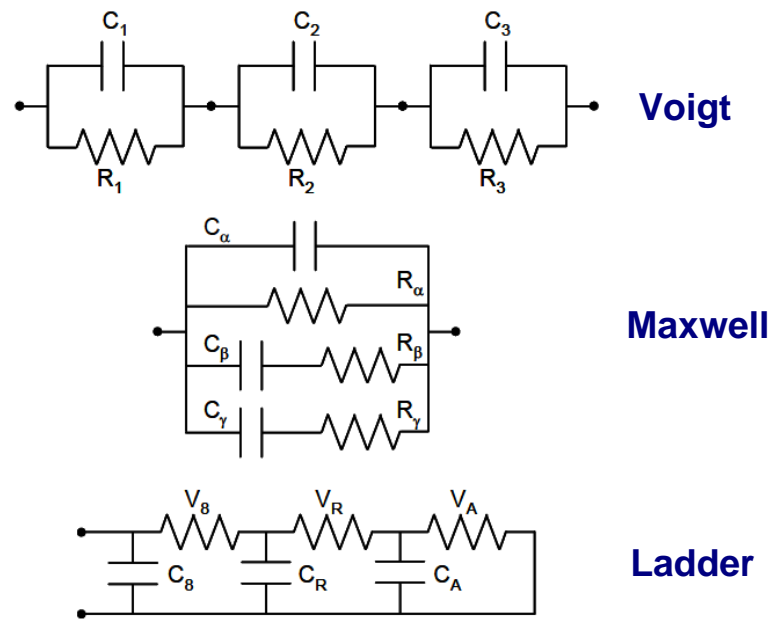 C1 C2 C3
Voigt
R1 R2 R3
Cα
Rα
Maxwell
Cβ Rβ
Cγ Rγ
V8 VR VA
C8 CR CA
Ladder